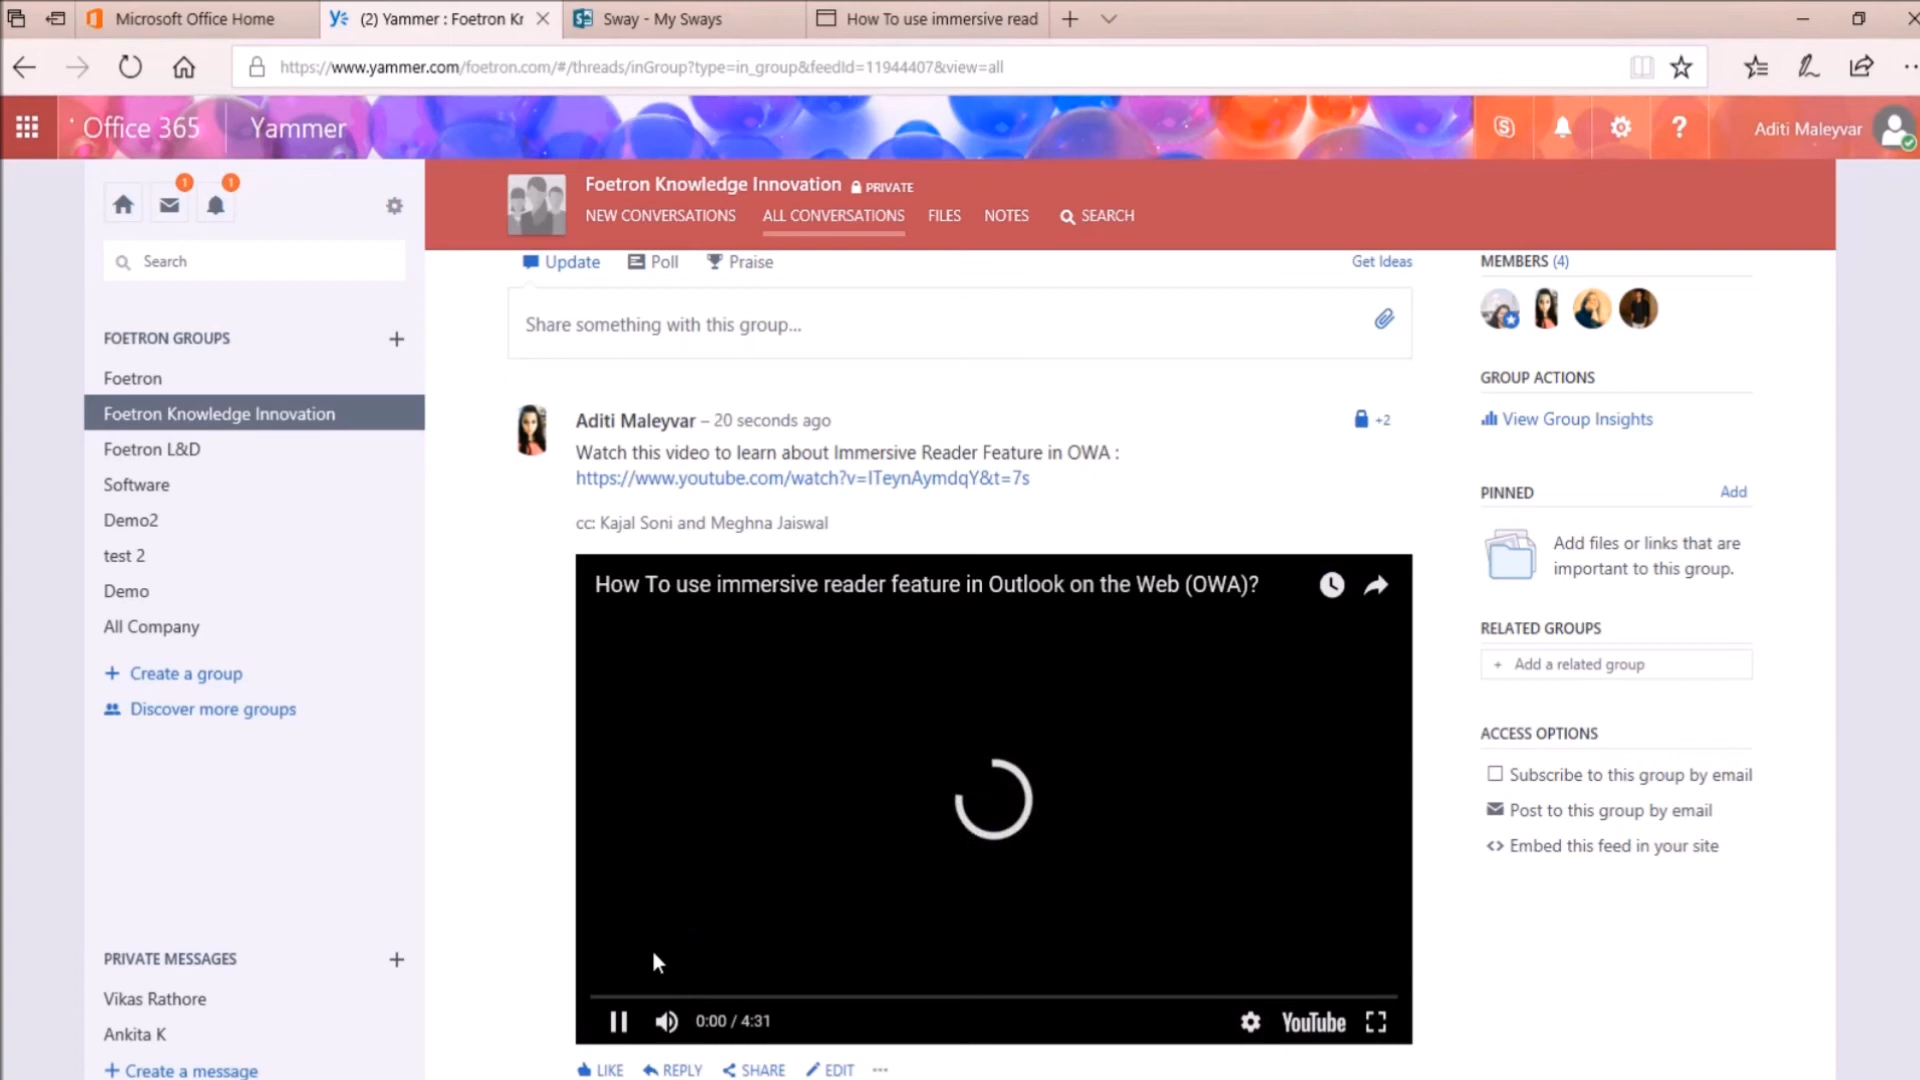 Microsoft Office Home
(2) Yammer : Foetron Kr
Sway - My Sways
How To use immersive read
https://www.yammer.com/foetron.com/#/threads/inGroup?type=in_group&feedId=11944407&view=all
Office 365
Yammer
Aditi Maleyvar
1
1
Search
FOETRON GROUPS
Foetron
Foetron Knowledge Innovation
Foetron L&D
Software
Demo2
test 2
Demo
All Company
+ Create a group
Discover more groups
PRIVATE MESSAGES
Vikas Rathore
Ankita K
+ Create a message
Foetron Knowledge Innovation PRIVATE
NEW CONVERSATIONS ALL CONVERSATIONS FILES NOTES SEARCH
Update Poll Praise Get Ideas
Share something with this group...
Aditi Maleyvar – 20 seconds ago +2
Watch this video to learn about Immersive Reader Feature in OWA :
https://www.youtube.com/watch?v=ITeynAymdqY&t=7s
cc: Kajal Soni and Meghna Jaiswal
How To use immersive reader feature in Outlook on the Web (OWA)?
0:00 / 4:31
YouTube
LIKE REPLY SHARE EDIT ...
MEMBERS (4)
GROUP ACTIONS
View Group Insights
PINNED Add
Add files or links that are
important to this group.
RELATED GROUPS
+ Add a related group
ACCESS OPTIONS
Subscribe to this group by email
Post to this group by email
<> Embed this feed in your site